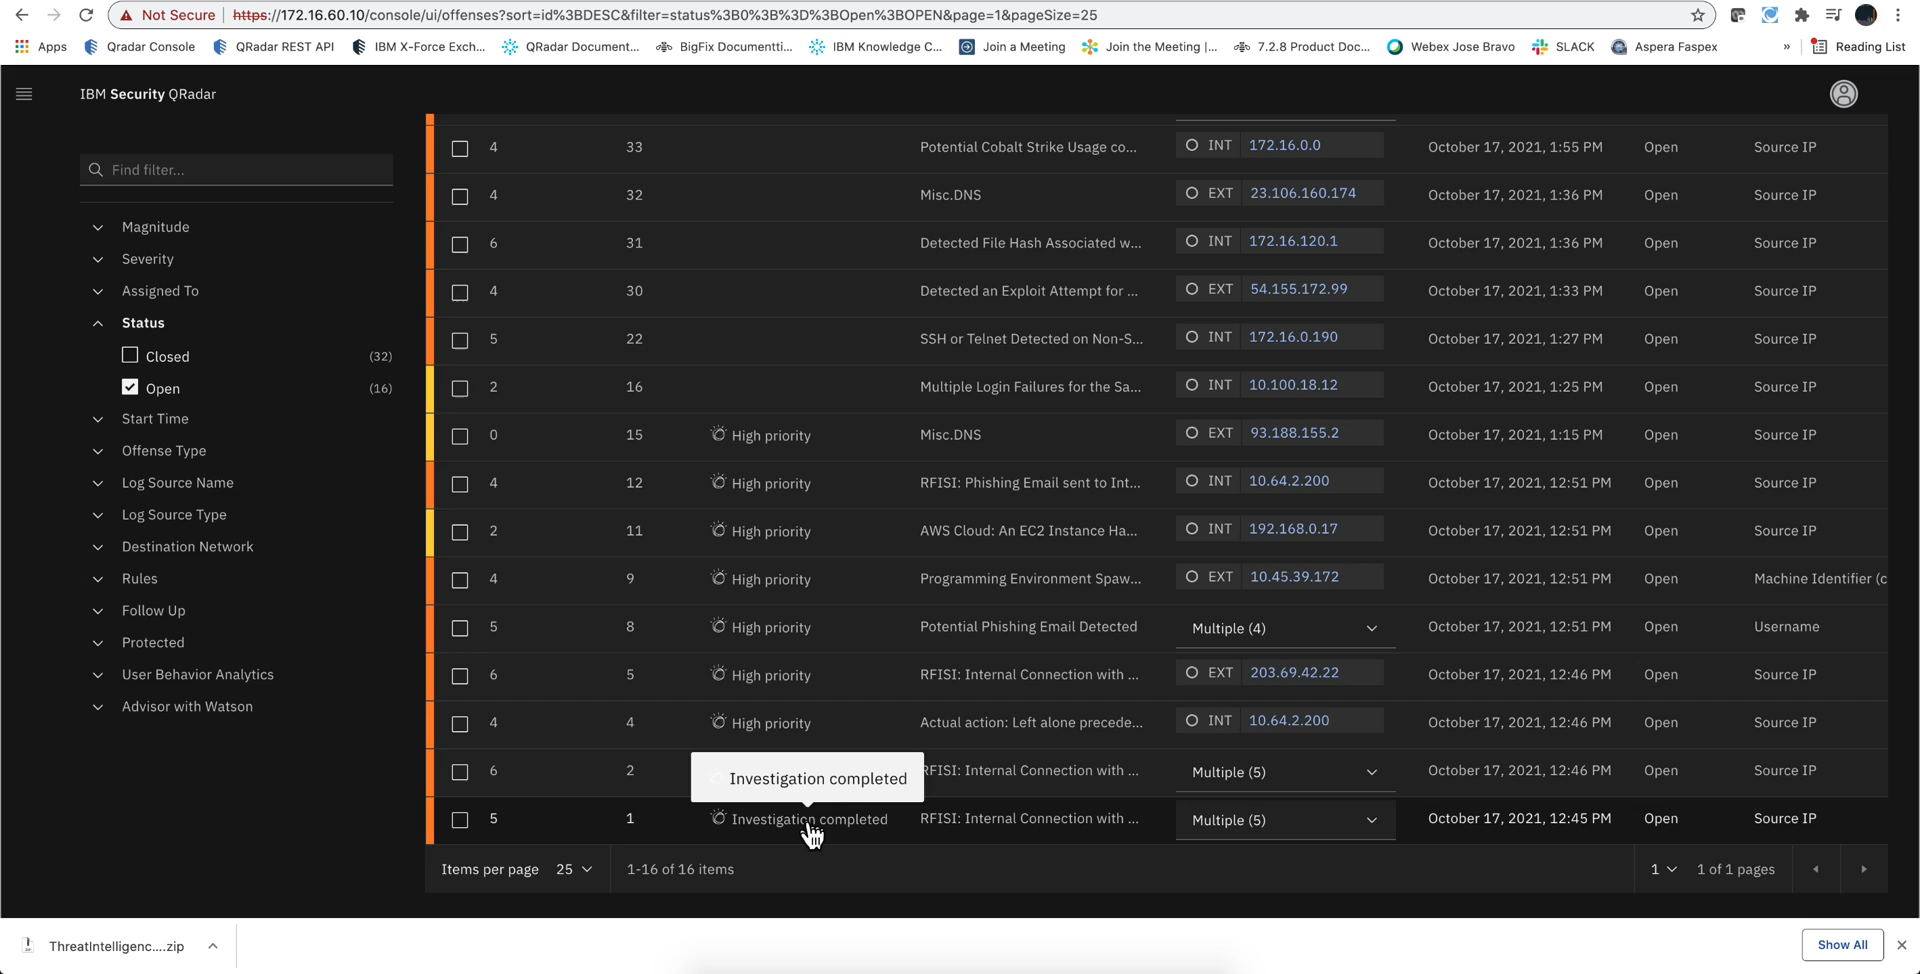 Not Secure https://172.16.60.10/console/ui/offenses?sort=id%3BDESC&filter=status%3B0%3B%3D%3BOpen%3BOPEN&page=1&pageSize=25
Apps Qradar Console QRadar REST API IBM X-Force Exch... QRadar Document... BigFix Documentti... IBM Knowledge C... Join a Meeting Join the Meeting |... 7.2.8 Product Doc... Webex Jose Bravo SLACK Aspera Faspex » Reading List
IBM Security QRadar
Find filter...
Magnitude
Severity
Assigned To
Status
Closed (32)
Open (16)
Start Time
Offense Type
Log Source Name
Log Source Type
Destination Network
Rules
Follow Up
Protected
User Behavior Analytics
Advisor with Watson
4 33 Potential Cobalt Strike Usage co... INT 172.16.0.0 October 17, 2021, 1:55 PM Open Source IP
4 32 Misc.DNS EXT 23.106.160.174 October 17, 2021, 1:36 PM Open Source IP
6 31 Detected File Hash Associated w... INT 172.16.120.1 October 17, 2021, 1:36 PM Open Source IP
4 30 Detected an Exploit Attempt for ... EXT 54.155.172.99 October 17, 2021, 1:33 PM Open Source IP
5 22 SSH or Telnet Detected on Non-S... INT 172.16.0.190 October 17, 2021, 1:27 PM Open Source IP
2 16 Multiple Login Failures for the Sa... INT 10.100.18.12 October 17, 2021, 1:25 PM Open Source IP
0 15 High priority Misc.DNS EXT 93.188.155.2 October 17, 2021, 1:15 PM Open Source IP
4 12 High priority RFISI: Phishing Email sent to Int... INT 10.64.2.200 October 17, 2021, 12:51 PM Open Source IP
2 11 High priority AWS Cloud: An EC2 Instance Ha... INT 192.168.0.17 October 17, 2021, 12:51 PM Open Source IP
4 9 High priority Programming Environment Spaw... EXT 10.45.39.172 October 17, 2021, 12:51 PM Open Machine Identifier (c
5 8 High priority Potential Phishing Email Detected Multiple (4) October 17, 2021, 12:51 PM Open Username
6 5 High priority RFISI: Internal Connection with ... EXT 203.69.42.22 October 17, 2021, 12:46 PM Open Source IP
4 4 High priority Actual action: Left alone precede... INT 10.64.2.200 October 17, 2021, 12:46 PM Open Source IP
6 2 Investigation completed RFISI: Internal Connection with ... Multiple (5) October 17, 2021, 12:46 PM Open Source IP
5 1 Investigation completed RFISI: Internal Connection with ... Multiple (5) October 17, 2021, 12:45 PM Open Source IP
Items per page 25 1-16 of 16 items 1 1 of 1 pages
ThreatIntelligenc....zip Show All